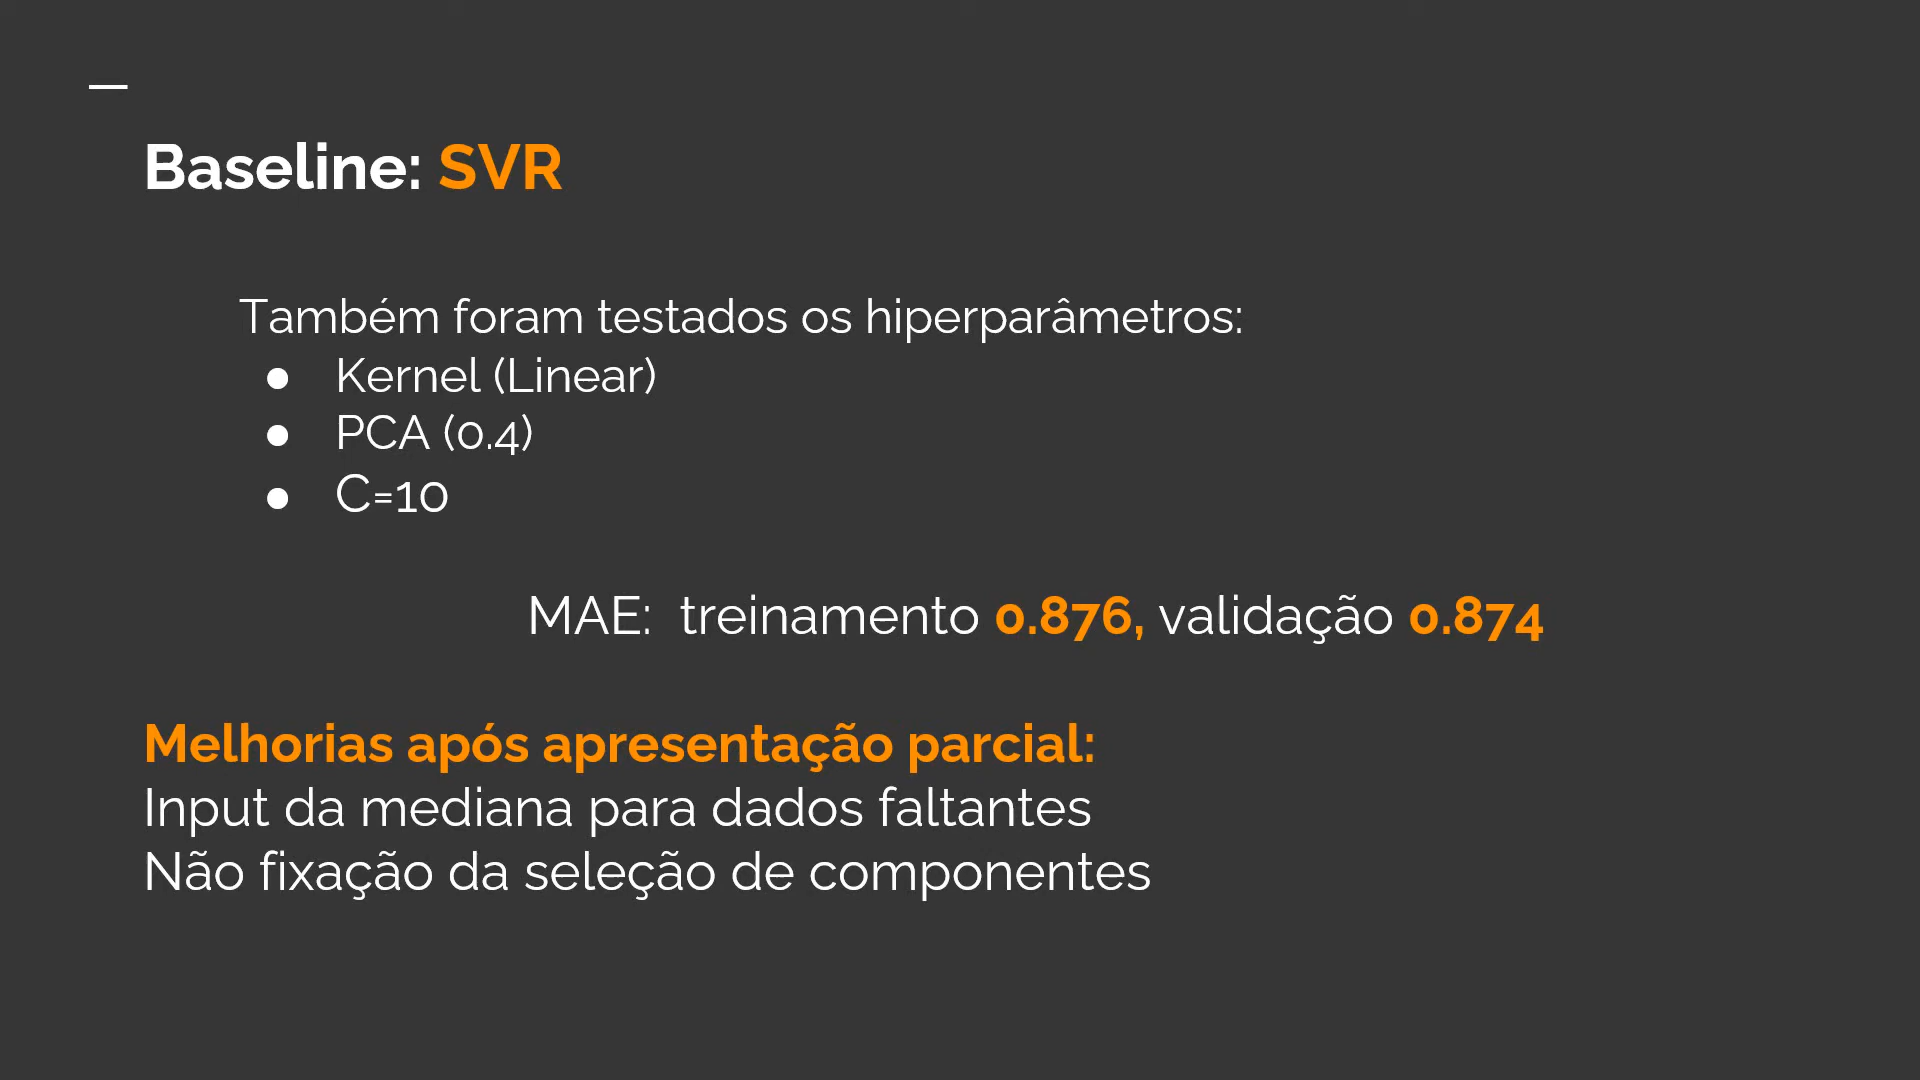 Baseline: SVR
Também foram testados os hiperparâmetros:
● Kernel (Linear)
● PCA (0.4)
● C=10
MAE: treinamento 0.876, validação 0.874
Melhorias após apresentação parcial:
Input da mediana para dados faltantes
Não fixação da seleção de componentes